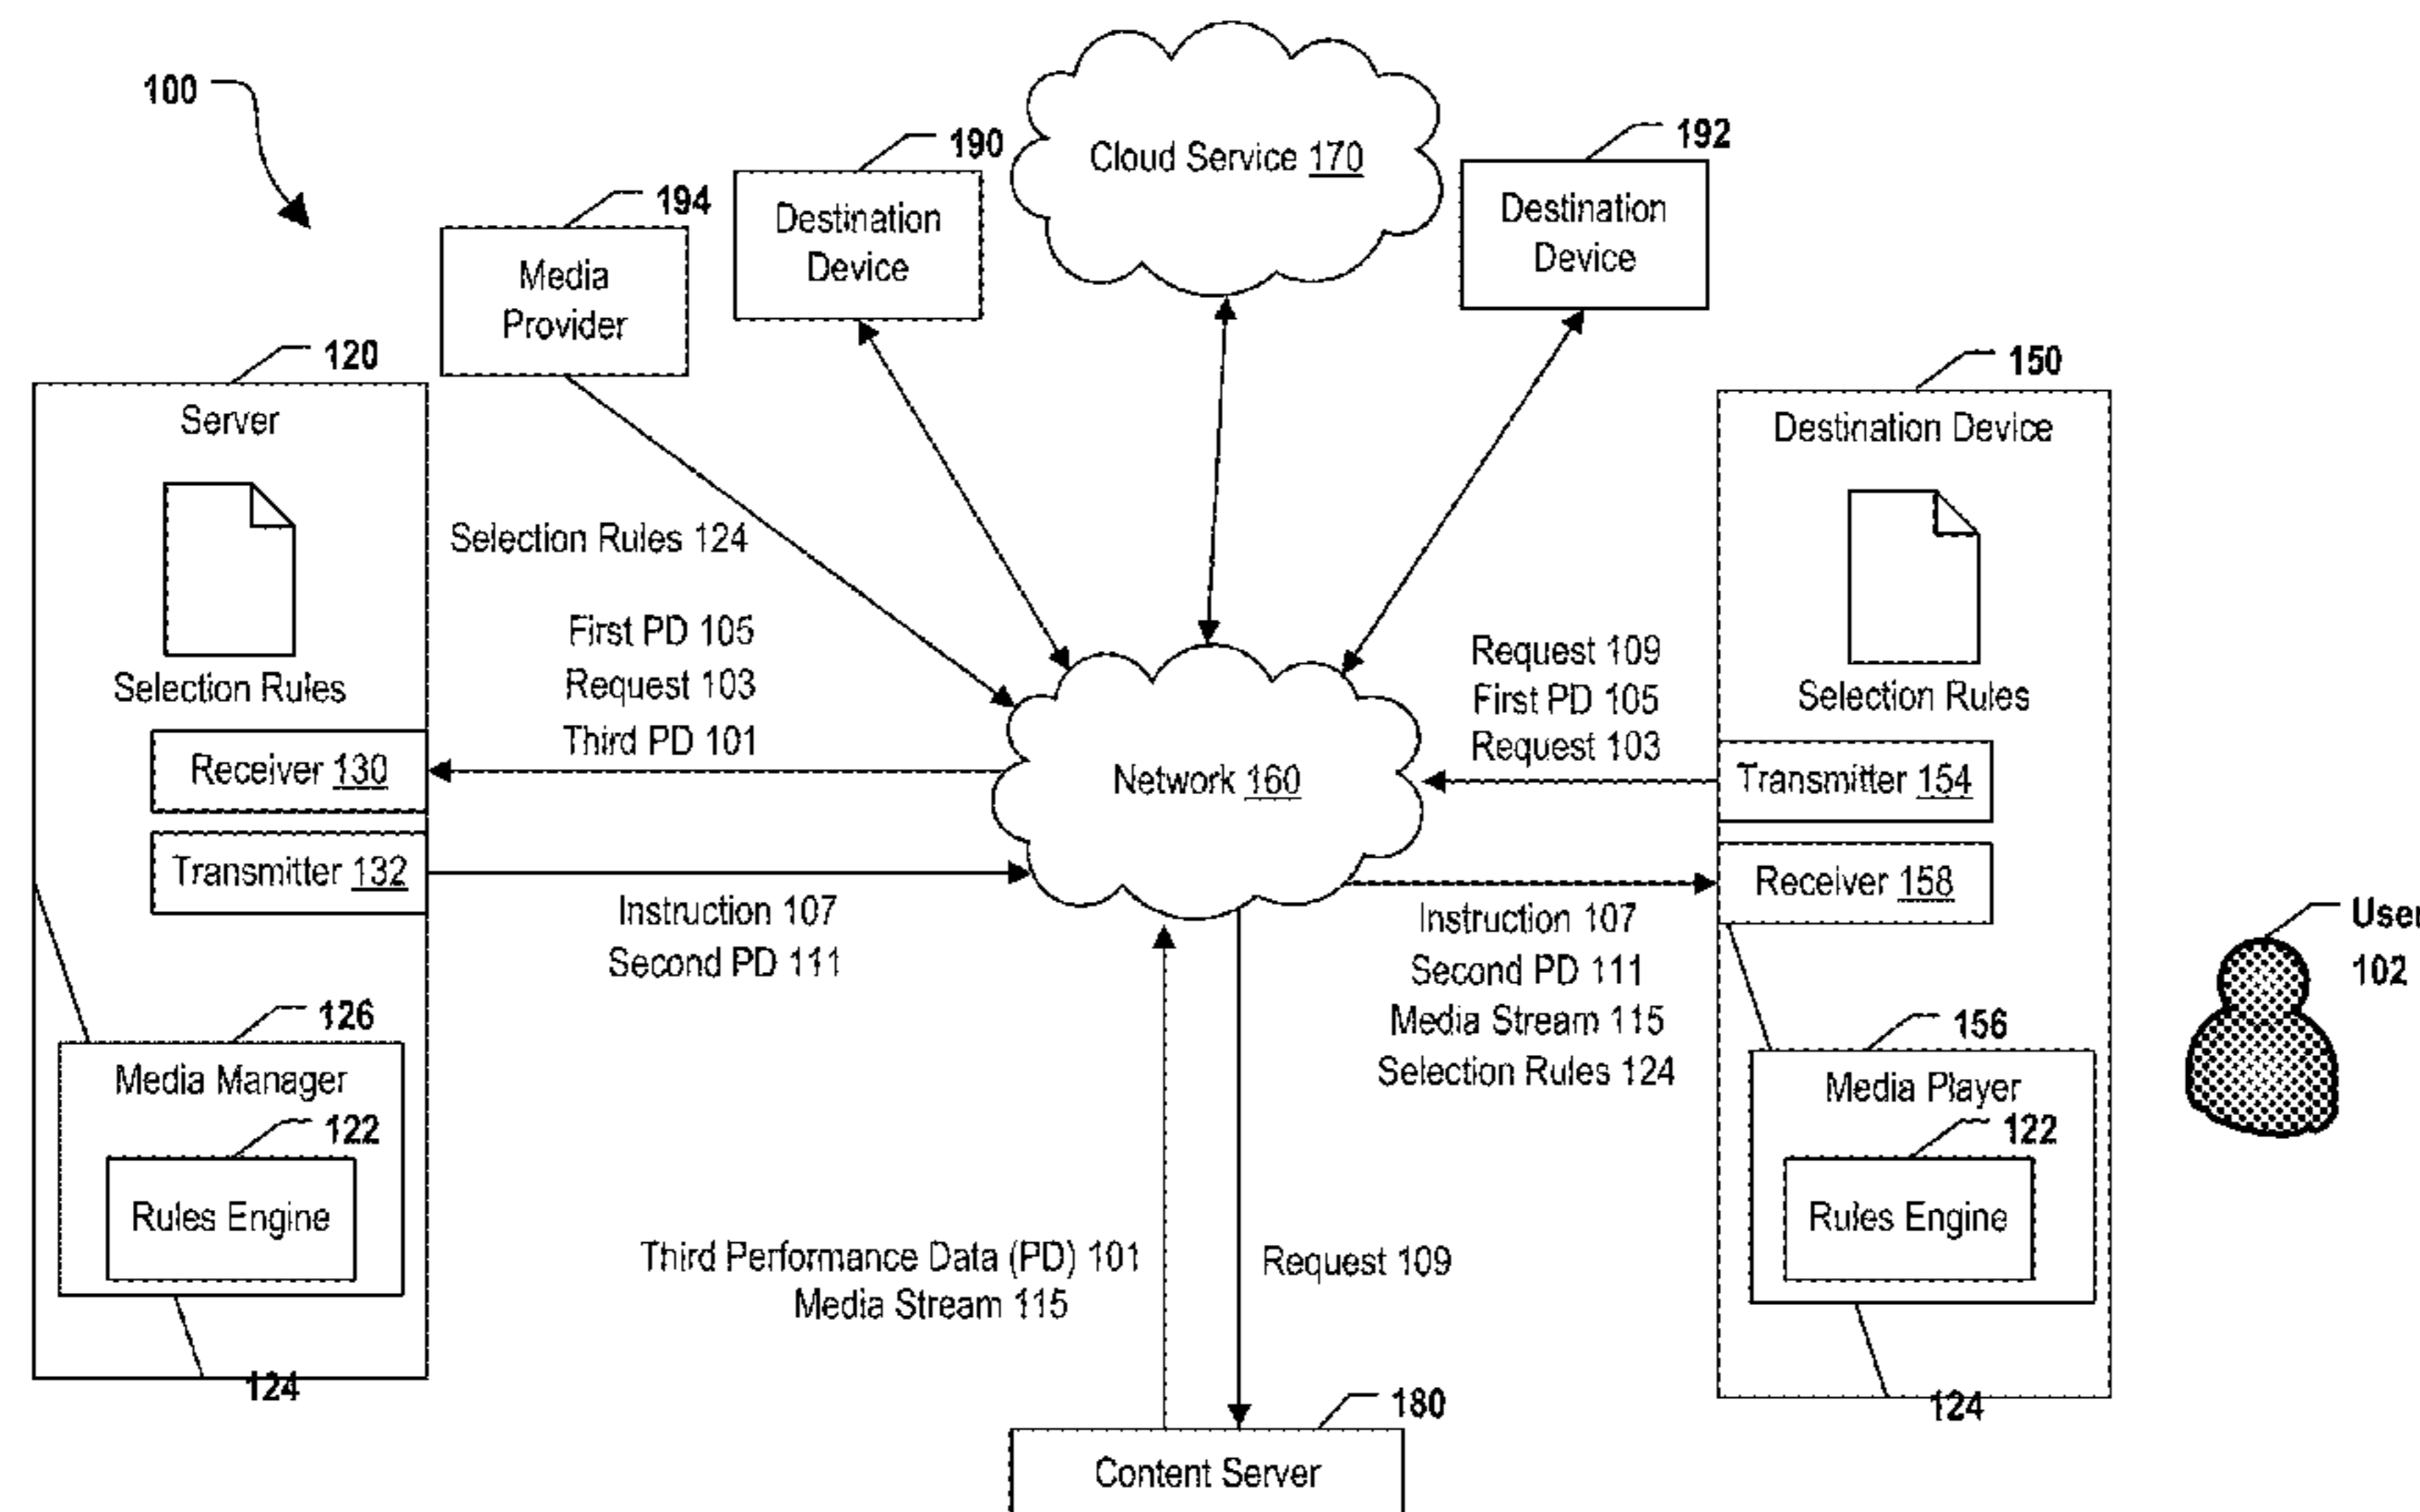 100
194
190
Cloud Service 170
192
Media
Provider
Destination
Device
Destination
Device
120
Server
Selection Rules
Receiver 130
Transmitter 132
126
Media Manager
122
Rules Engine
124
Selection Rules 124
First PD 105
Request 103
Third PD 101
Instruction 107
Second PD 111
Network 160
Request 109
First PD 105
Request 103
Instruction 107
Second PD 111
Media Stream 115
Selection Rules 124
Third Performance Data (PD) 101
Media Stream 115
Request 109
180
Content Server
150
Destination Device
Selection Rules
Transmitter 154
Receiver 158
156
Media Player
122
Rules Engine
124
User
102